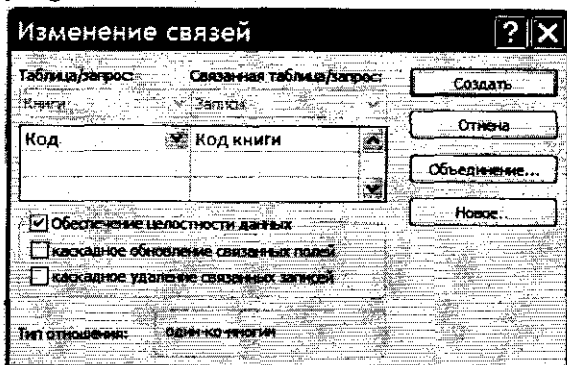 Изменение связей
Таблица/запрос: Связанная таблица/запрос:
Создать
Книги Записи
Отмена
Код Код книги
Объединение...
Новое..
Обеспечение целостности данных
каскадное обновление связанных полей
каскадное удаление связанных записей
Тип отношения: один-ко-многим